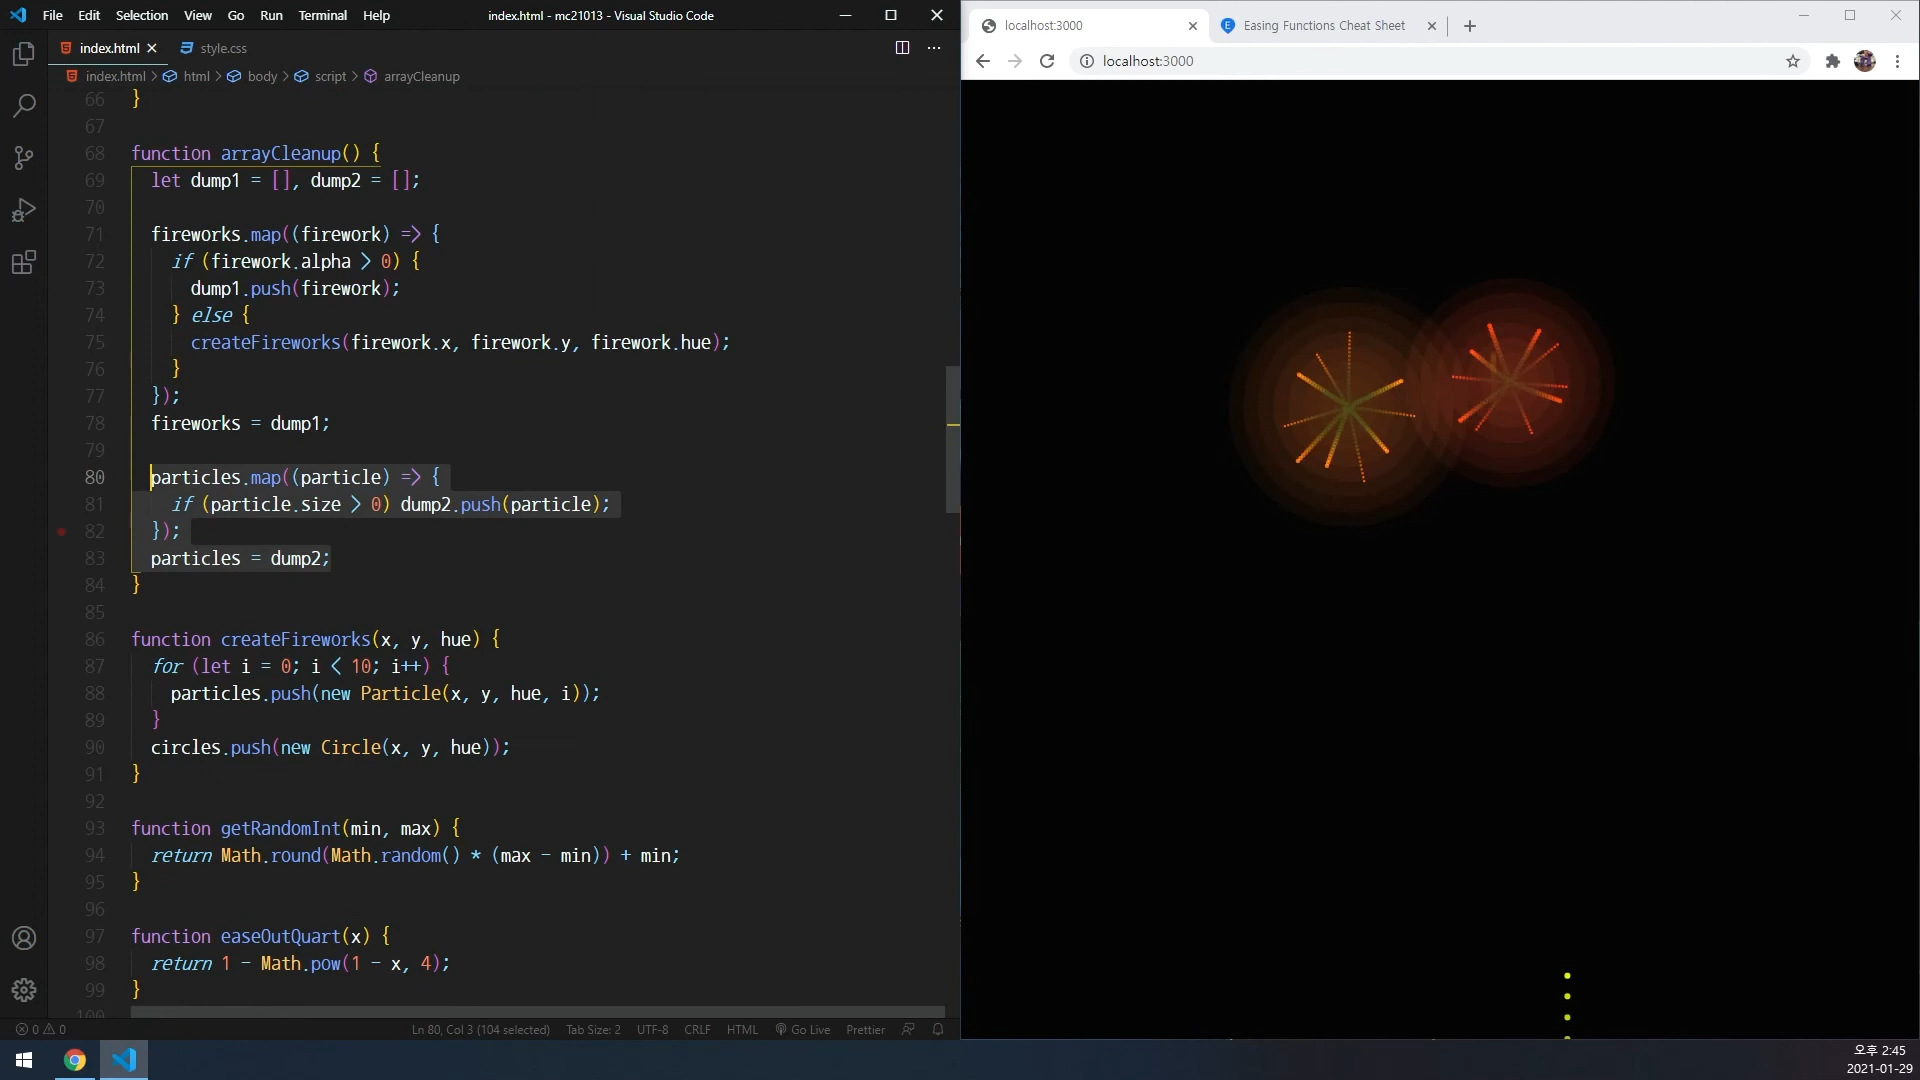 File Edit Selection View Go Run Terminal Help index.html - mc21013 - Visual Studio Code
index.html style.css
index.html > html > body > script > arrayCleanup
66 }
67
68 function arrayCleanup() {
69 let dump1 = [], dump2 = [];
70
71 fireworks.map((firework) => {
72 if (firework.alpha > 0) {
73 dump1.push(firework);
74 } else {
75 createFireworks(firework.x, firework.y, firework.hue);
76 }
77 });
78 fireworks = dump1;
79
80 particles.map((particle) => {
81 if (particle.size > 0) dump2.push(particle);
82 });
83 particles = dump2;
84 }
85
86 function createFireworks(x, y, hue) {
87 for (let i = 0; i < 10; i++) {
88 particles.push(new Particle(x, y, hue, i));
89 }
90 circles.push(new Circle(x, y, hue));
91 }
92
93 function getRandomInt(min, max) {
94 return Math.round(Math.random() * (max - min)) + min;
95 }
96
97 function easeOutQuart(x) {
98 return 1 - Math.pow(1 - x, 4);
99 }
100
0 0 Ln 80, Col 3 (104 selected) Tab Size: 2 UTF-8 CRLF HTML Go Live Prettier
localhost:3000 Easing Functions Cheat Sheet
localhost:3000
오후 2:45
2021-01-29